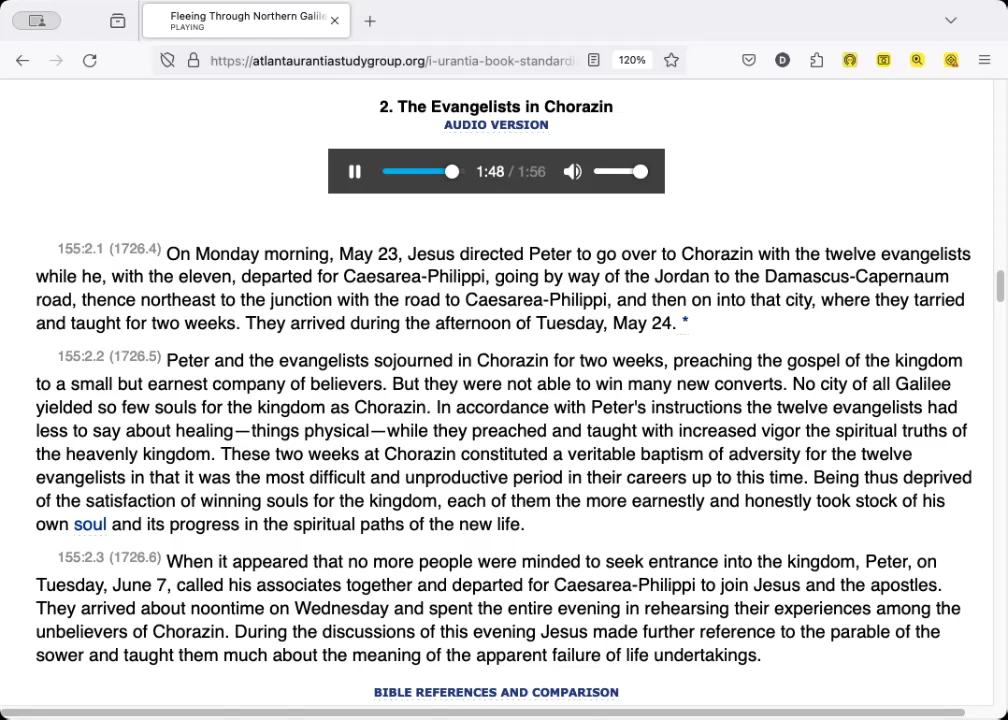 Fleeing Through Northern Galile
PLAYING
https://atlantaurantiastudygroup.org/i-urantia-book-standardi
120%
2. The Evangelists in Chorazin
AUDIO VERSION
1:48 / 1:56
155:2.1 (1726.4) On Monday morning, May 23, Jesus directed Peter to go over to Chorazin with the twelve evangelists
while he, with the eleven, departed for Caesarea-Philippi, going by way of the Jordan to the Damascus-Capernaum
road, thence northeast to the junction with the road to Caesarea-Philippi, and then on into that city, where they tarried
and taught for two weeks. They arrived during the afternoon of Tuesday, May 24. *
155:2.2 (1726.5) Peter and the evangelists sojourned in Chorazin for two weeks, preaching the gospel of the kingdom
to a small but earnest company of believers. But they were not able to win many new converts. No city of all Galilee
yielded so few souls for the kingdom as Chorazin. In accordance with Peter's instructions the twelve evangelists had
less to say about healing—things physical—while they preached and taught with increased vigor the spiritual truths of
the heavenly kingdom. These two weeks at Chorazin constituted a veritable baptism of adversity for the twelve
evangelists in that it was the most difficult and unproductive period in their careers up to this time. Being thus deprived
of the satisfaction of winning souls for the kingdom, each of them the more earnestly and honestly took stock of his
own soul and its progress in the spiritual paths of the new life.
155:2.3 (1726.6) When it appeared that no more people were minded to seek entrance into the kingdom, Peter, on
Tuesday, June 7, called his associates together and departed for Caesarea-Philippi to join Jesus and the apostles.
They arrived about noontime on Wednesday and spent the entire evening in rehearsing their experiences among the
unbelievers of Chorazin. During the discussions of this evening Jesus made further reference to the parable of the
sower and taught them much about the meaning of the apparent failure of life undertakings.
BIBLE REFERENCES AND COMPARISON